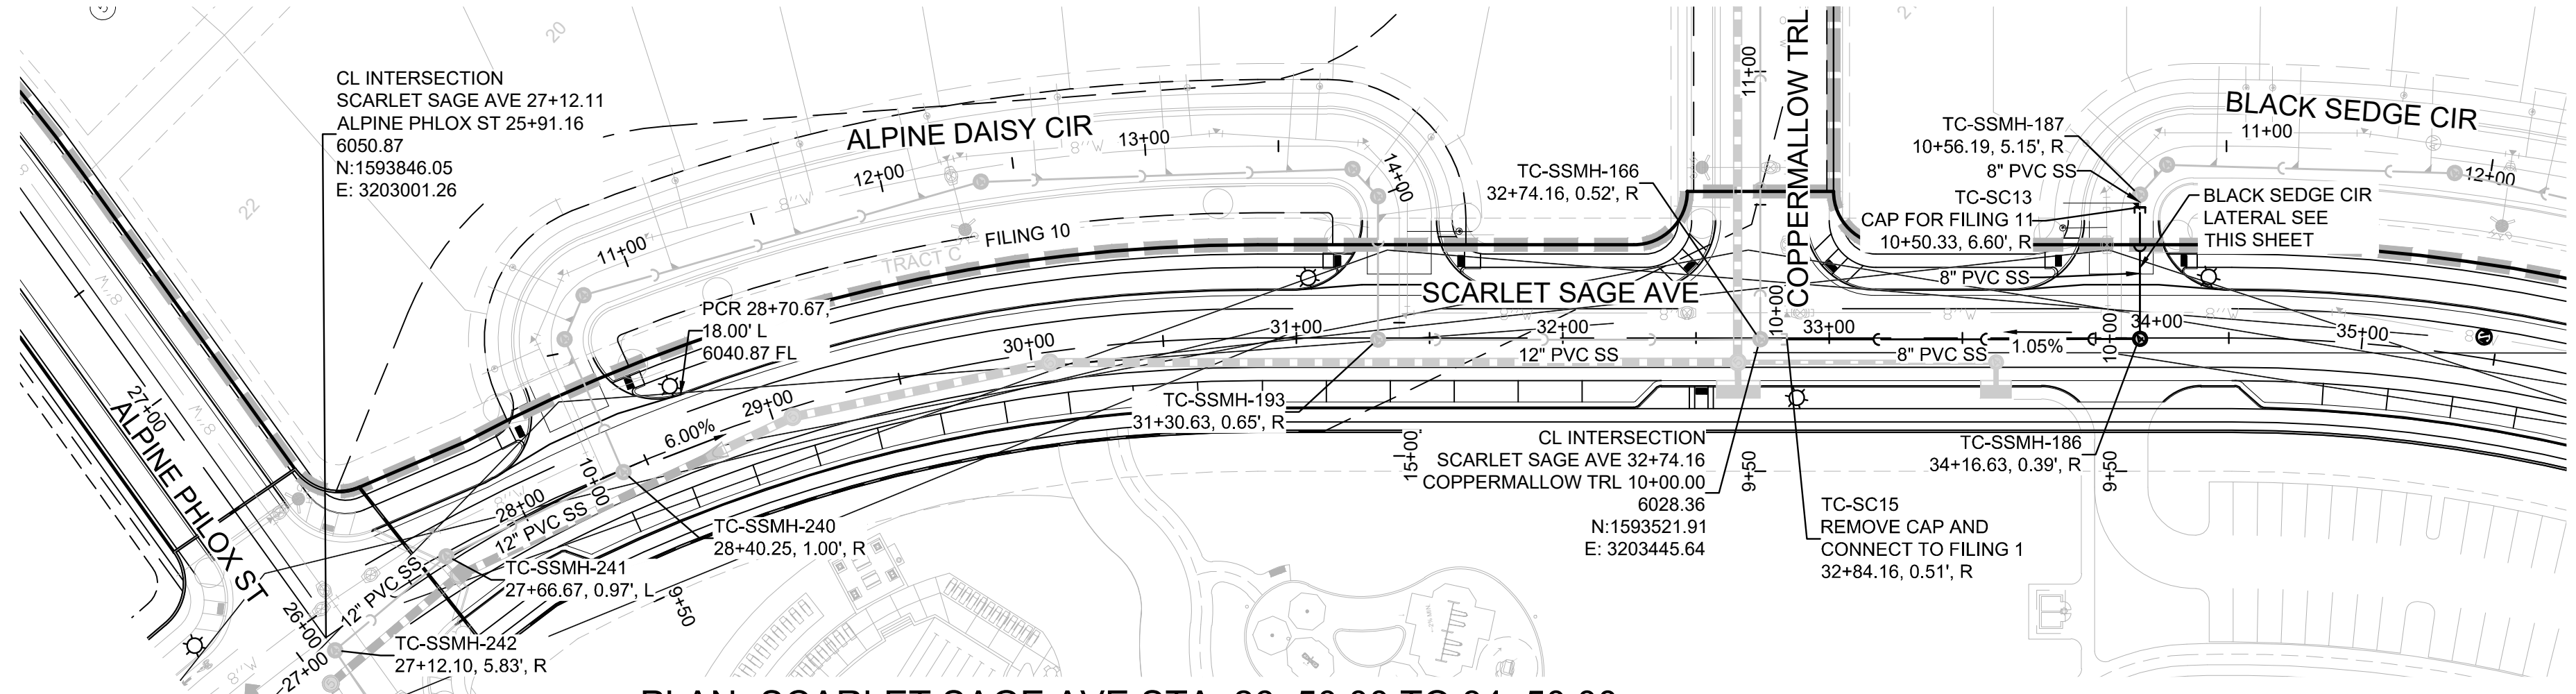 CL INTERSECTION
SCARLET SAGE AVE 27+12.11
ALPINE PHLOX ST 25+91.16
6050.87
N:1593846.05
E: 3203001.26
20
22
ALPINE DAISY CIR
8"W
11+00
12+00
13+00
14+00
8"W
FILING 10
TRACT C
PCR 28+70.67,
18.00' L
6040.87 FL
TC-SSMH-166
32+74.16, 0.52', R
11+00
COPPERMALLOW TRL
10+00
BLACK SEDGE CIR
11+00
12+00
TC-SSMH-187
10+56.19, 5.15', R
8" PVC SS
TC-SC13
CAP FOR FILING 11
10+50.33, 6.60', R
8" PVC SS
BLACK SEDGE CIR
LATERAL SEE
THIS SHEET
SCARLET SAGE AVE
8"W
8"W
8"W
27+00
28+00
29+00
30+00
31+00
32+00
33+00
34+00
35+00
10+00
12" PVC SS
8" PVC SS
1.05%
6.00%
27+00
ALPINE PHLOX ST
26+00
8"W
8"W
8"W
8"W
10+00
12" PVC SS
12" PVC SS
9+50
TC-SSMH-193
31+30.63, 0.65', R
15+00
CL INTERSECTION
SCARLET SAGE AVE 32+74.16
COPPERMALLOW TRL 10+00.00
6028.36
N:1593521.91
E: 3203445.64
9+50
TC-SSMH-186
34+16.63, 0.39', R
9+50
TC-SC15
REMOVE CAP AND
CONNECT TO FILING 1
32+84.16, 0.51', R
TC-SSMH-240
28+40.25, 1.00', R
TC-SSMH-241
27+66.67, 0.97', L
TC-SSMH-242
27+12.10, 5.83', R